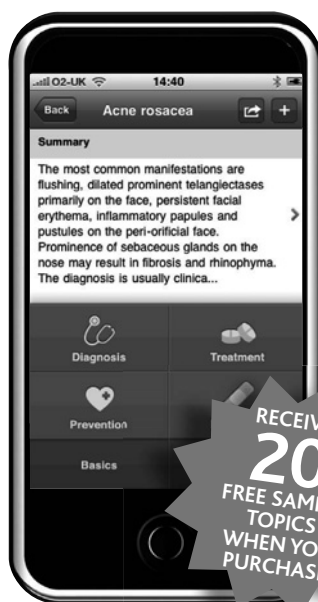 O2-UK 14:40
Back Acne rosacea +
Summary
The most common manifestations are
flushing, dilated prominent telangiectases
primarily on the face, persistent facial
erythema, inflammatory papules and
pustules on the peri-orificial face.
Prominence of sebaceous glands on the
nose may result in fibrosis and rhinophyma.
The diagnosis is usually clinica...
Diagnosis Treatment
Prevention
Basics
RECEIV
20
FREE SAM
TOPICS
WHEN YO
PURCHAS